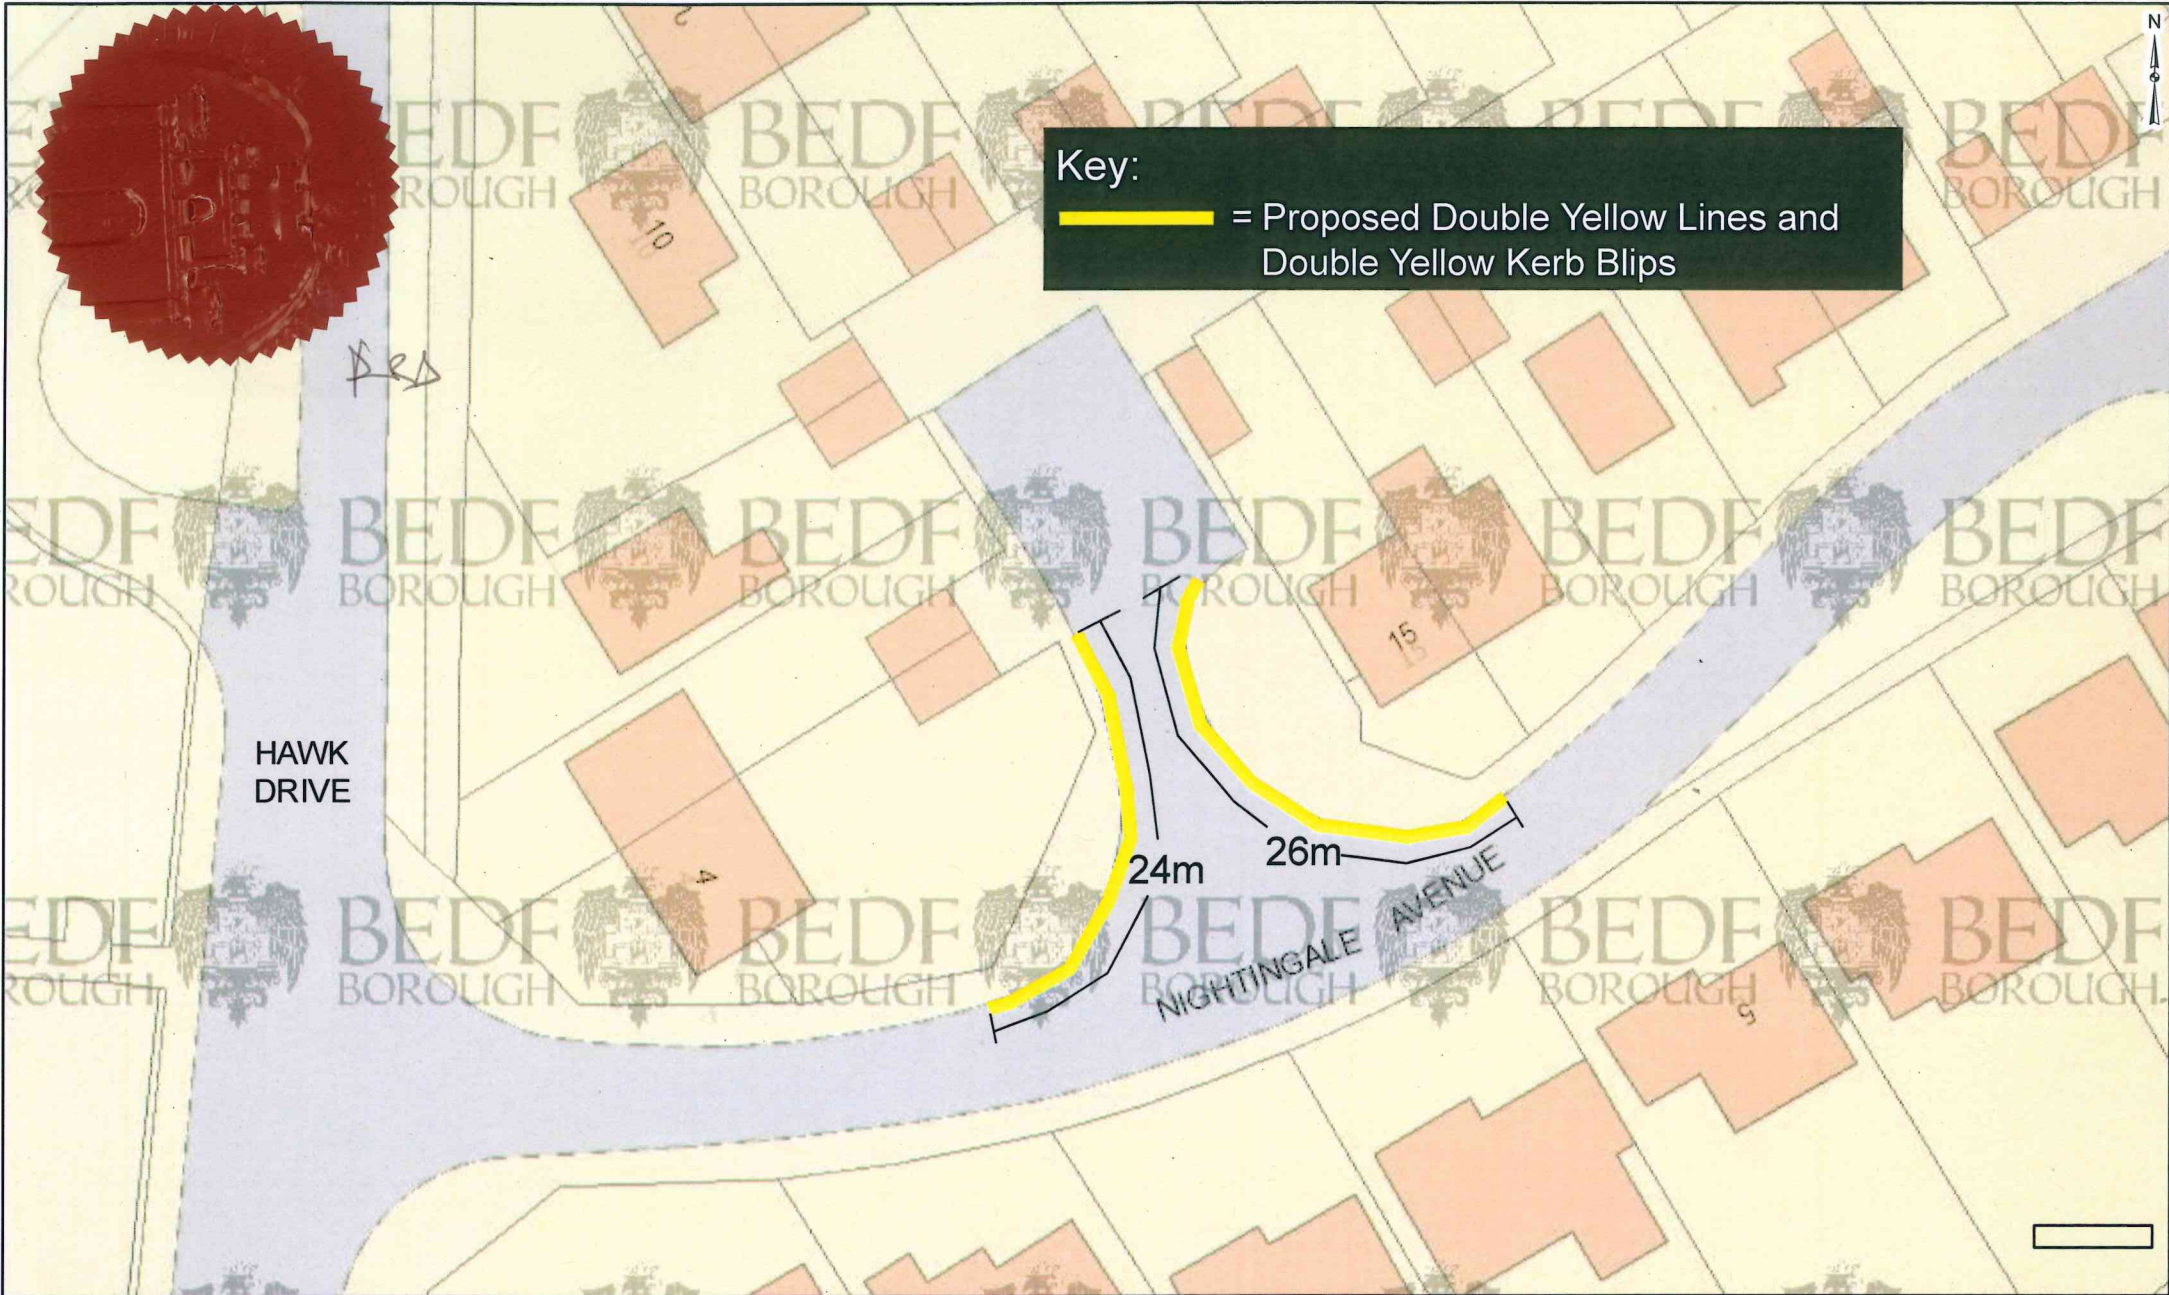 N
Key:
= Proposed Double Yellow Lines and
Double Yellow Kerb Blips
10
15
HAWK
DRIVE
4
24m
26m
NIGHTINGALE AVENUE
5
BEDF
BOROUGH